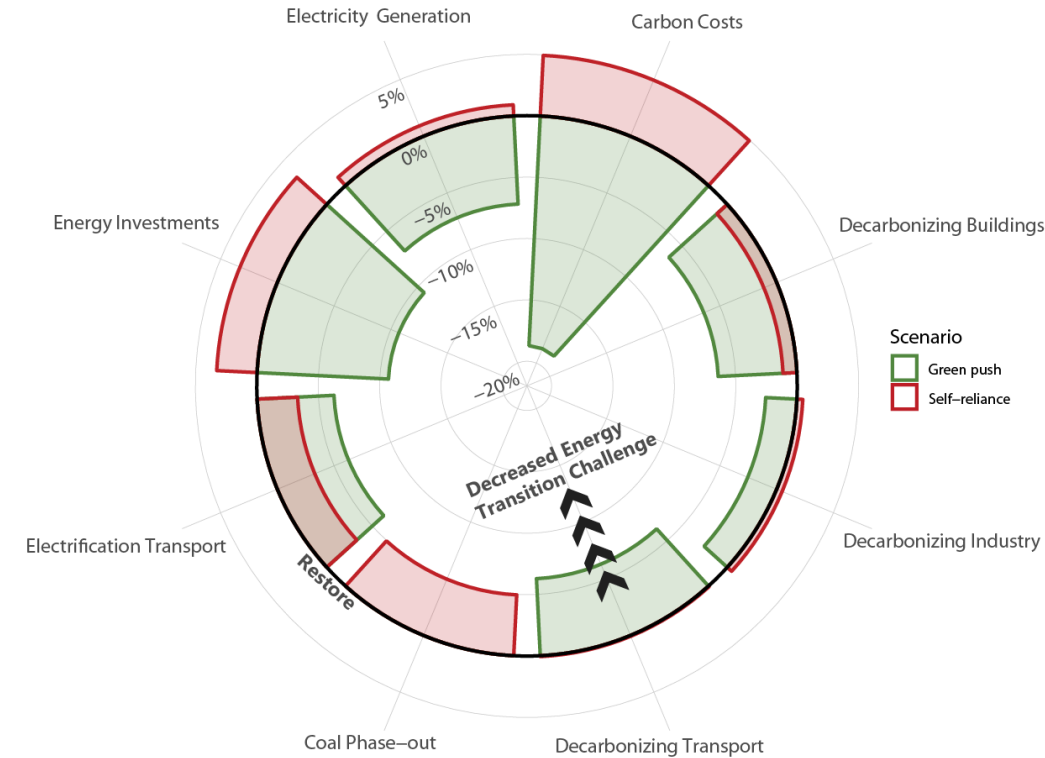 Electricity Generation
Carbon Costs
5%
0%
Energy Investments
–5%
Decarbonizing Buildings
–10%
–15%
–20%
Scenario
Green push
Self–reliance
Decreased Energy
Transition Challenge
Electrification Transport
Decarbonizing Industry
Restore
Coal Phase–out
Decarbonizing Transport